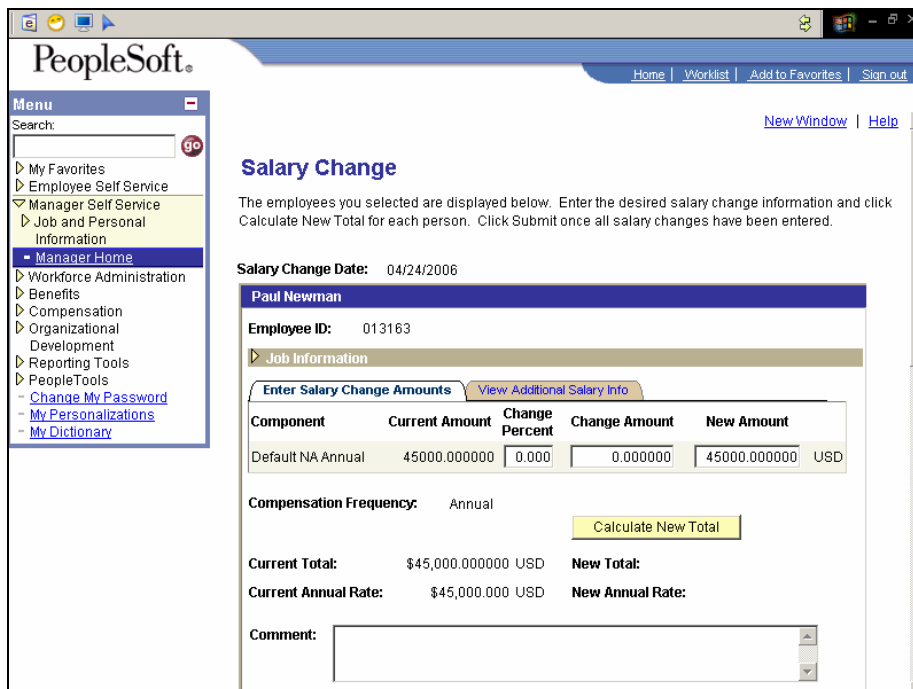 PeopleSoft®
Home | Worklist | Add to Favorites | Sign out
New Window | Help
Menu
Search:
go
My Favorites
Employee Self Service
Manager Self Service
Job and Personal
Information
- Manager Home
Workforce Administration
Benefits
Compensation
Organizational
Development
Reporting Tools
PeopleTools
- Change My Password
- My Personalizations
- My Dictionary
Salary Change
The employees you selected are displayed below. Enter the desired salary change information and click
Calculate New Total for each person. Click Submit once all salary changes have been entered.
Salary Change Date: 04/24/2006
Paul Newman
Employee ID: 013163
Job Information
Enter Salary Change Amounts View Additional Salary Info
Component Current Amount Change Percent Change Amount New Amount
Default NA Annual 45000.000000 0.000 0.000000 45000.000000 USD
Compensation Frequency: Annual
Calculate New Total
Current Total: $45,000.000000 USD New Total:
Current Annual Rate: $45,000.000 USD New Annual Rate:
Comment: